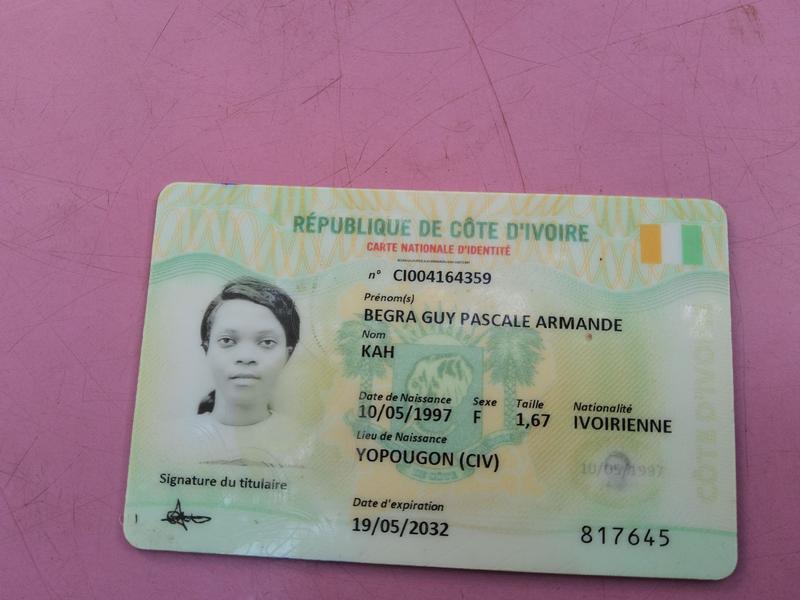 RÉPUBLIQUE DE CÔTE D'IVOIRE
CARTE NATIONALE D'IDENTITÉ
n° CI004164359
Prénom(s)
BEGRA GUY PASCALE ARMANDE
Nom
KAH
Date de Naissance Sexe Taille Nationalité
10/05/1997 F 1,67 IVOIRIENNE
Lieu de Naissance
YOPOUGON (CIV)
10/05/1997
Signature du titulaire
Date d'expiration
19/05/2032
817645
CÔTE D'IVOIRE